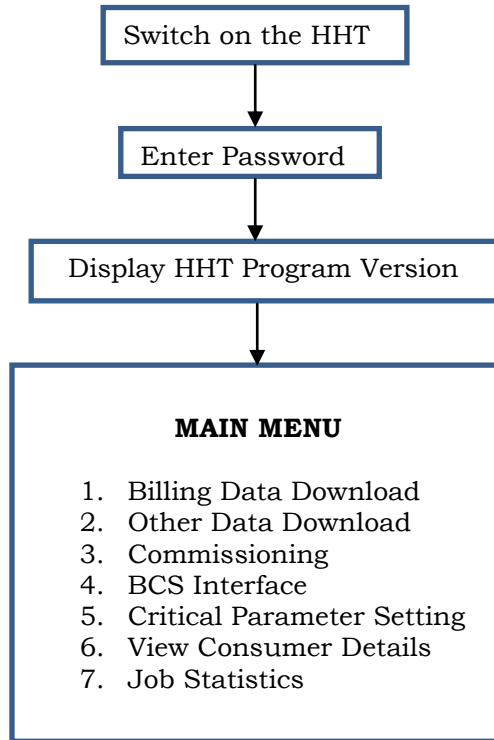 Switch on the HHT
Enter Password
Display HHT Program Version
MAIN MENU
1. Billing Data Download
2. Other Data Download
3. Commissioning
4. BCS Interface
5. Critical Parameter Setting
6. View Consumer Details
7. Job Statistics